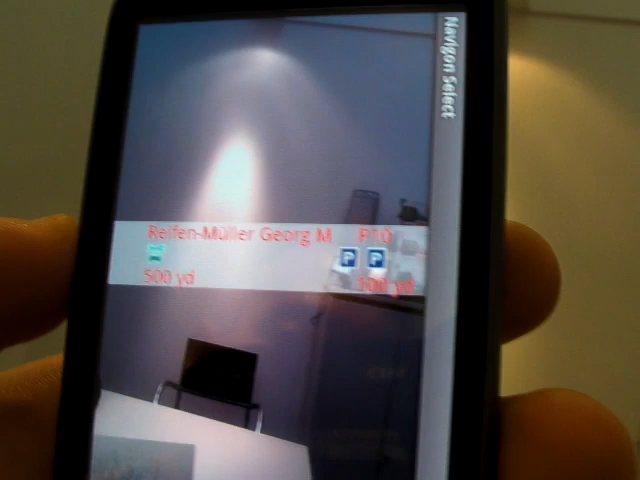 Navigon Select
Reifen-Müller Georg M
P10
P
P
500 yd
100 yd